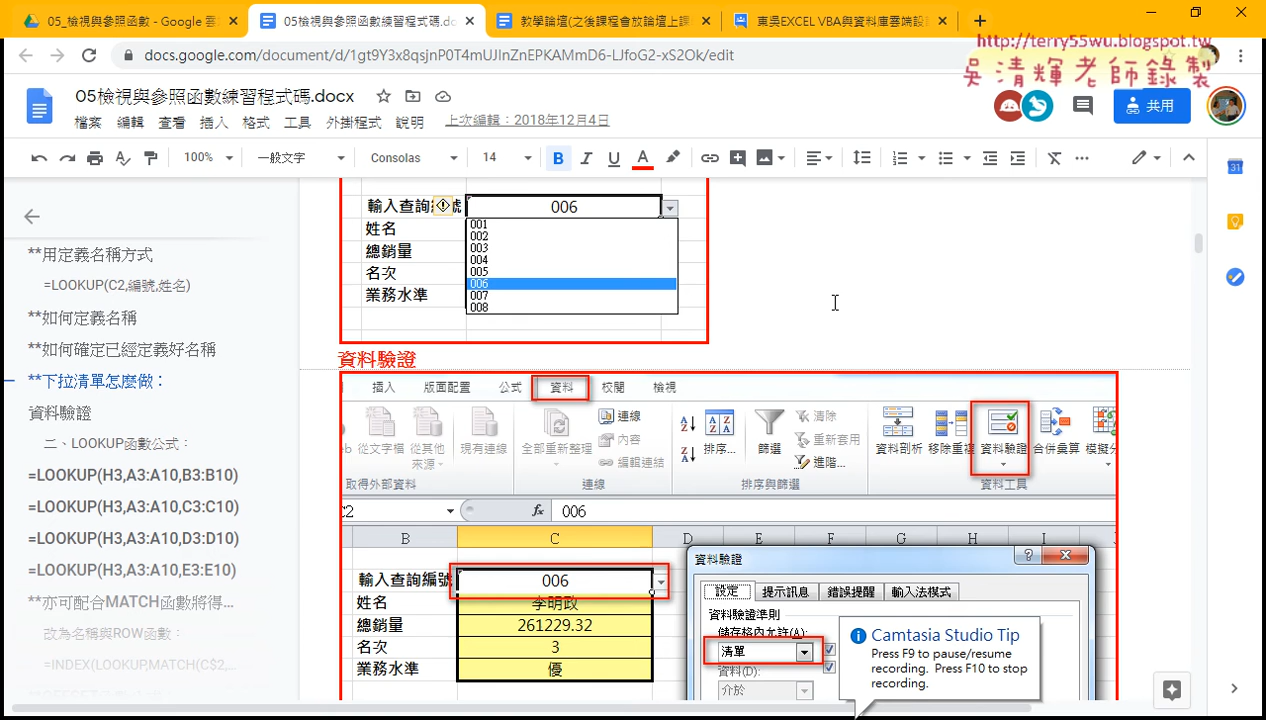 05_檢視與參照函數 - Google 雲
05檢視與參照函數練習程式碼.do
教學論壇(之後課程會放論壇上課
東吳EXCEL VBA與資料庫雲端設
docs.google.com/document/d/1gt9Y3x8qsjnP0T4mUJInZnEPKAMmD6-LJfoG2-xS2Ok/edit
http://terry55wu.blogspot.tw
吳清輝老師錄製
05檢視與參照函數練習程式碼.docx
檔案 編輯 查看 插入 格式 工具 外掛程式 說明 上次編輯：2018年12月4日
共用
100% 一般文字 Consolas 14 B I U A
31
**用定義名稱方式
=LOOKUP(C2,編號,姓名)
**如何定義名稱
**如何確定已經定義好名稱
**下拉清單怎麼做：
資料驗證
二、LOOKUP函數公式：
=LOOKUP(H3,A3:A10,B3:B10)
=LOOKUP(H3,A3:A10,C3:C10)
=LOOKUP(H3,A3:A10,D3:D10)
=LOOKUP(H3,A3:A10,E3:E10)
**亦可配合MATCH函數將得...
改為名稱與ROW函數：
=INDEX(LOOKUP,MATCH(C$2,...
輸入查詢 號 006
姓名
總銷量
名次
業務水準
001
002
003
004
005
006
007
008
資料驗證
插入 版面配置 公式 資料 校閱 檢視
從文字檔 從其他來源 現有連線 全部重新整理 連線 內容 編輯連結 排序... 篩選 清除 重新套用 進階... 資料剖析 移除重複 資料驗證 合併彙算 模擬分
取得外部資料 連線 排序與篩選 資料工具
C2 fx 006
B C D E F G H I J
輸入查詢編號 006
姓名 李明政
總銷量 261229.32
名次 3
業務水準 優
資料驗證
設定 提示訊息 錯誤提醒 輸入法模式
資料驗證準則
儲存格內允許(A):
清單
資料(D):
介於
Camtasia Studio Tip
Press F9 to pause/resume
recording. Press F10 to stop
recording.